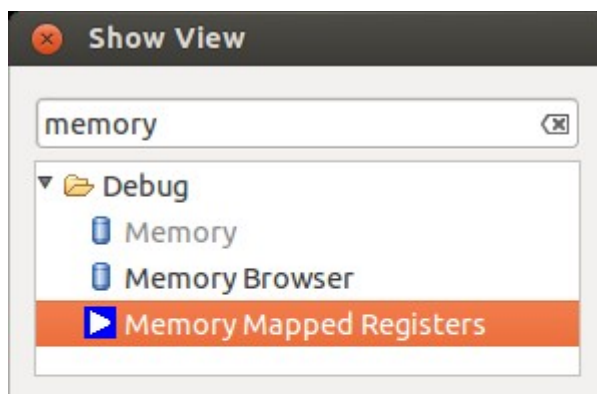 Show View
memory
Debug
Memory
Memory Browser
Memory Mapped Registers